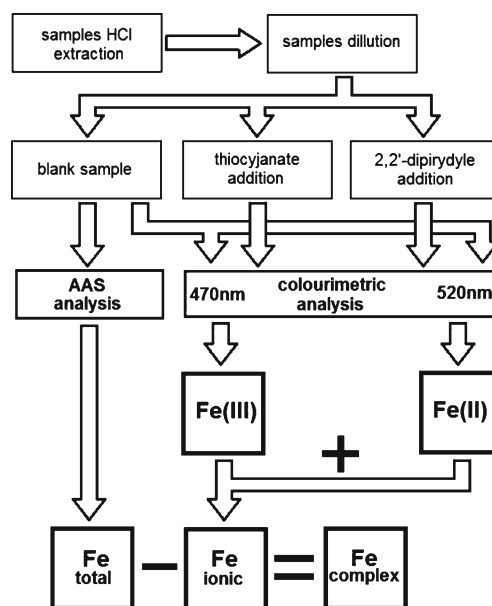 samples HCl
extraction
samples dillution
blank sample
thiocyjanate
addition
2,2'-dipirydyle
addition
AAS
analysis
470nm
colourimetric
analysis
520nm
Fe(III)
Fe(II)
+
Fe
total
—
Fe
ionic
=
Fe
complex